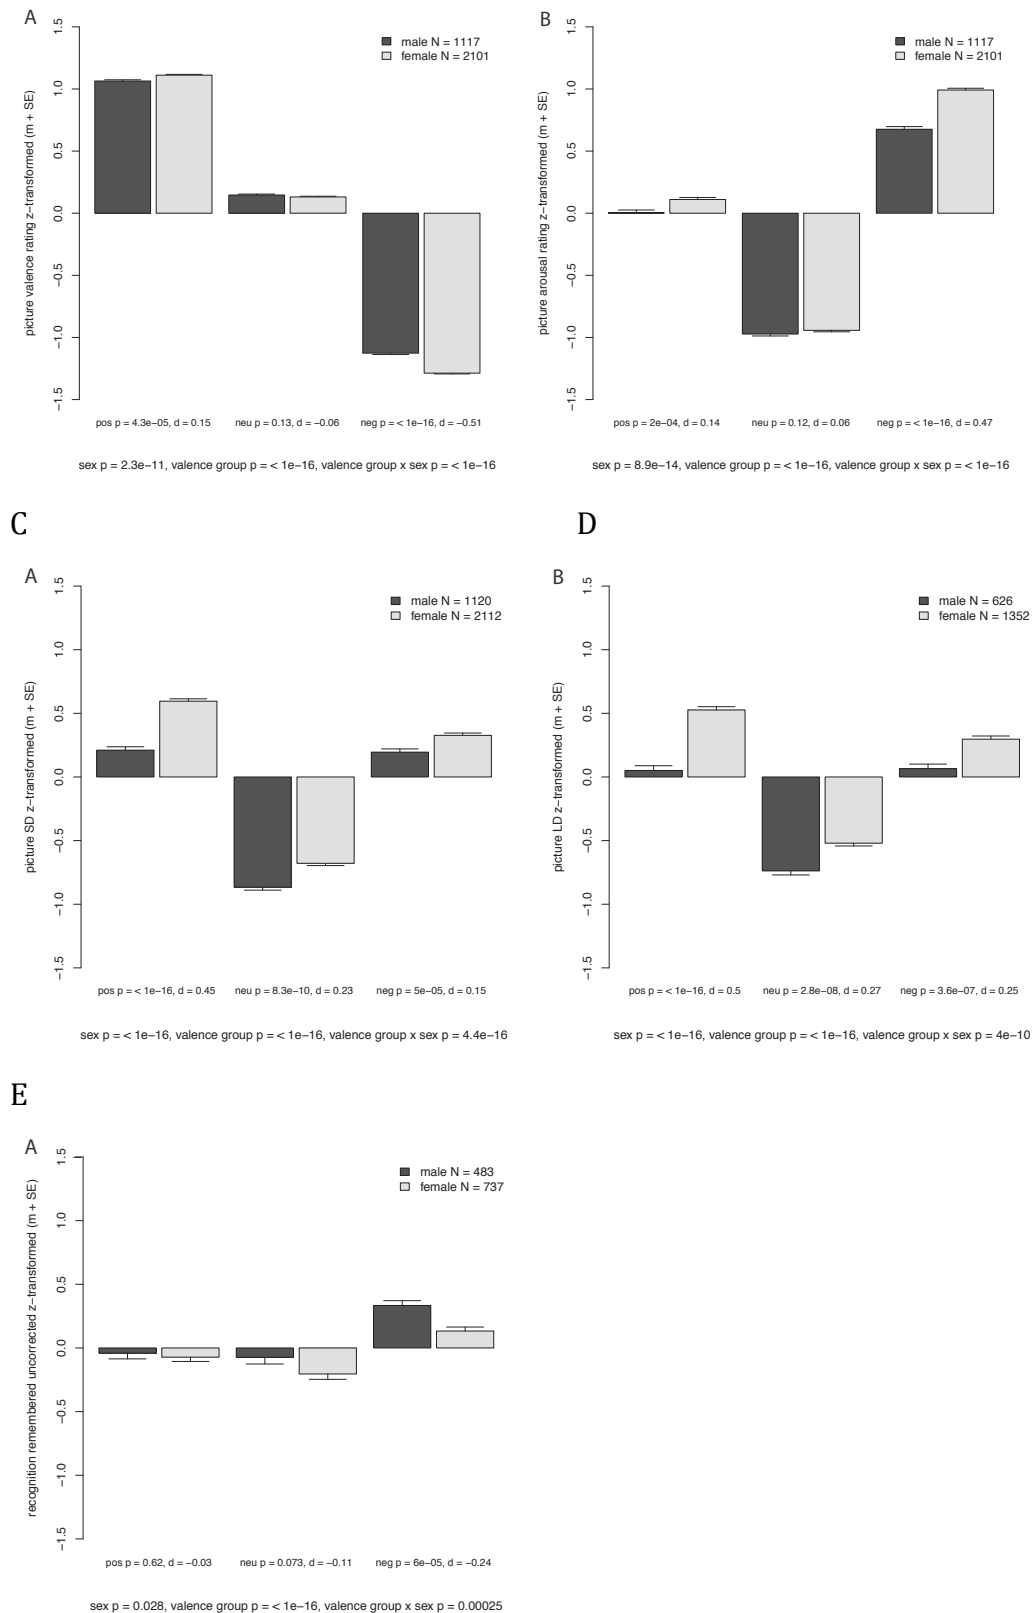 A
picture valence rating z−transformed (m + SE)
1.5
1.0
0.5
0.0
−0.5
−1.0
−1.5
male N = 1117
female N = 2101
pos p = 4.3e−05, d = 0.15
neu p = 0.13, d = −0.06
neg p = < 1e−16, d = −0.51
sex p = 2.3e−11, valence group p = < 1e−16, valence group x sex p = < 1e−16
B
picture arousal rating z−transformed (m + SE)
1.5
1.0
0.5
0.0
−0.5
−1.0
−1.5
male N = 1117
female N = 2101
pos p = 2e−04, d = 0.14
neu p = 0.12, d = 0.06
neg p = < 1e−16, d = 0.47
sex p = 8.9e−14, valence group p = < 1e−16, valence group x sex p = < 1e−16
C
A
picture SD z−transformed (m + SE)
1.5
1.0
0.5
0.0
−0.5
−1.0
−1.5
male N = 1120
female N = 2112
pos p = < 1e−16, d = 0.45
neu p = 8.3e−10, d = 0.23
neg p = 5e−05, d = 0.15
sex p = < 1e−16, valence group p = < 1e−16, valence group x sex p = 4.4e−16
D
B
picture LD z−transformed (m + SE)
1.5
1.0
0.5
0.0
−0.5
−1.0
−1.5
male N = 626
female N = 1352
pos p = < 1e−16, d = 0.5
neu p = 2.8e−08, d = 0.27
neg p = 3.6e−07, d = 0.25
sex p = < 1e−16, valence group p = < 1e−16, valence group x sex p = 4e−10
E
A
recognition remembered uncorrected z−transformed (m + SE)
1.5
1.0
0.5
0.0
−0.5
−1.0
−1.5
male N = 483
female N = 737
pos p = 0.62, d = −0.03
neu p = 0.073, d = −0.11
neg p = 6e−05, d = −0.24
sex p = 0.028, valence group p = < 1e−16, valence group x sex p = 0.00025